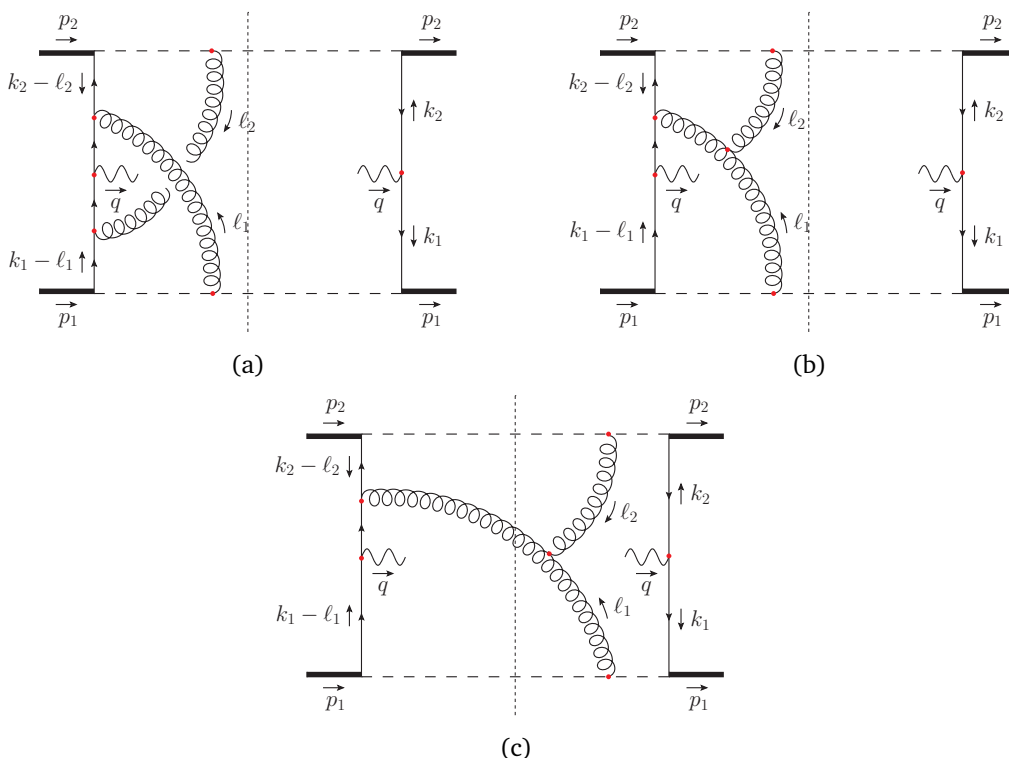 p₂ p₂ p₂ p₂
k₂ − ℓ₂ ℓ₂ k₂ k₂ − ℓ₂ ℓ₂ k₂
q q q q
k₁ − ℓ₁ ℓ₁ k₁ k₁ − ℓ₁ ℓ₁ k₁
p₁ p₁ p₁ p₁
(a) (b)
p₂ p₂
k₂ − ℓ₂ ℓ₂ k₂
q q
k₁ − ℓ₁ ℓ₁ k₁
p₁ p₁
(c)